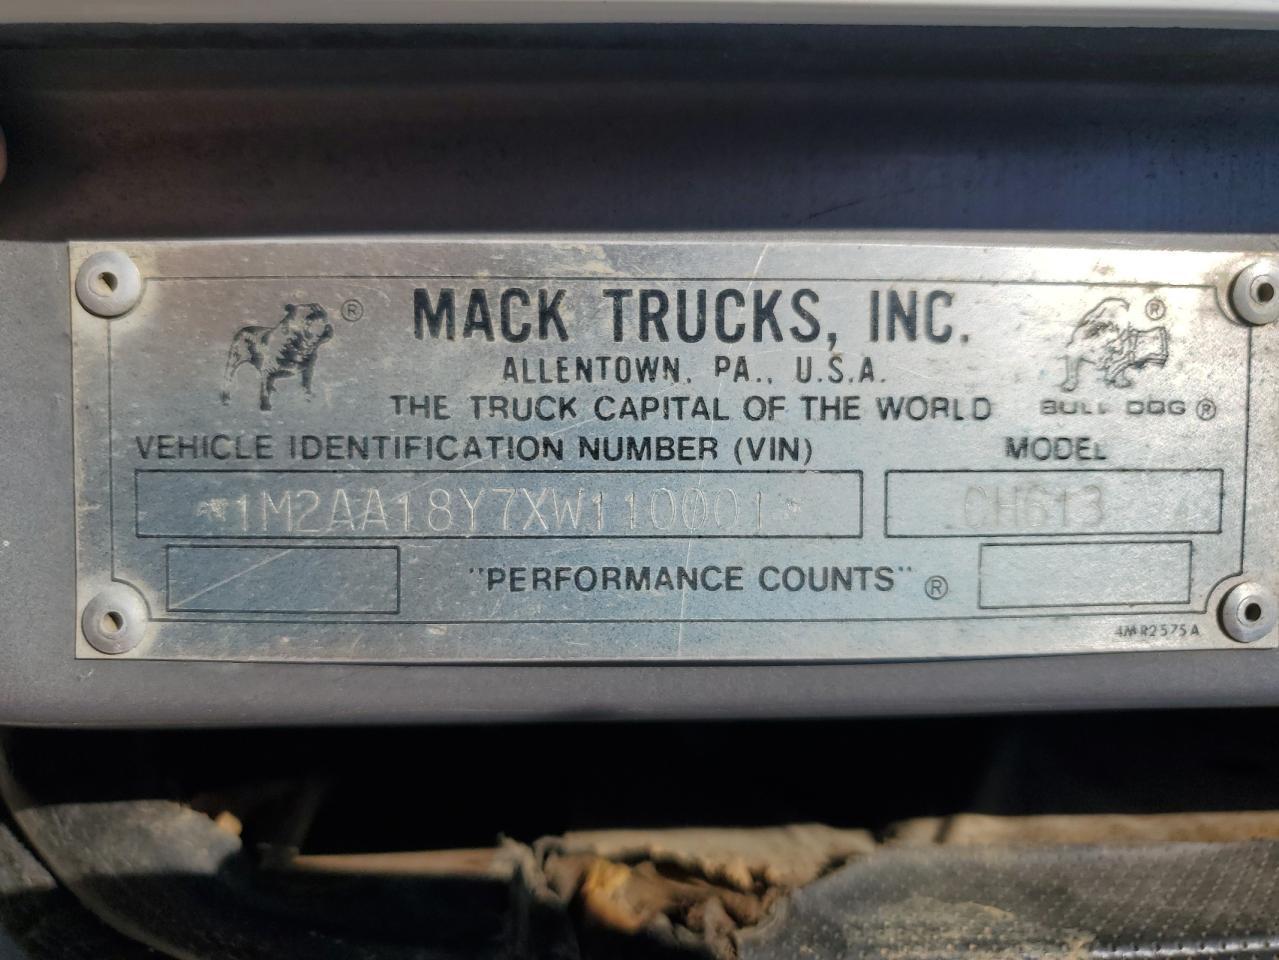 ®
MACK TRUCKS, INC.
®
ALLENTOWN, PA., U.S.A.
THE TRUCK CAPITAL OF THE WORLD
BULL DOG ®
VEHICLE IDENTIFICATION NUMBER (VIN)
MODEL
*1M2AA18Y7XW110001*
CH613
"PERFORMANCE COUNTS" ®
4MR2575A